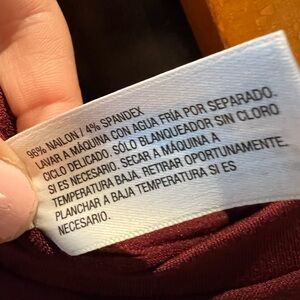 96% NAILON / 4% SPANDEX
LAVAR A MÁQUINA CON AGUA FRÍA POR SEPARADO.
CICLO DELICADO. SÓLO BLANQUEADOR SIN CLORO
SI ES NECESARIO. SECAR A MÁQUINA A
TEMPERATURA BAJA. RETIRAR OPORTUNAMENTE.
PLANCHAR A BAJA TEMPERATURA SI ES
NECESARIO.